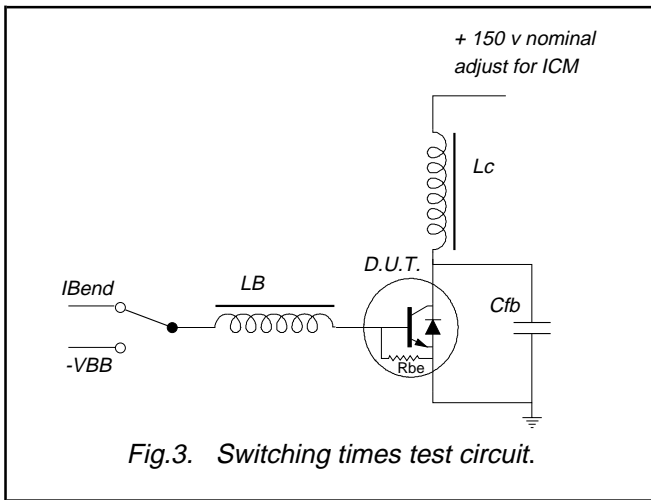 + 150 v nominal
adjust for ICM
Lc
D.U.T.
LB
IBend
Cfb
-VBB
Rbe
Fig.3. Switching times test circuit.